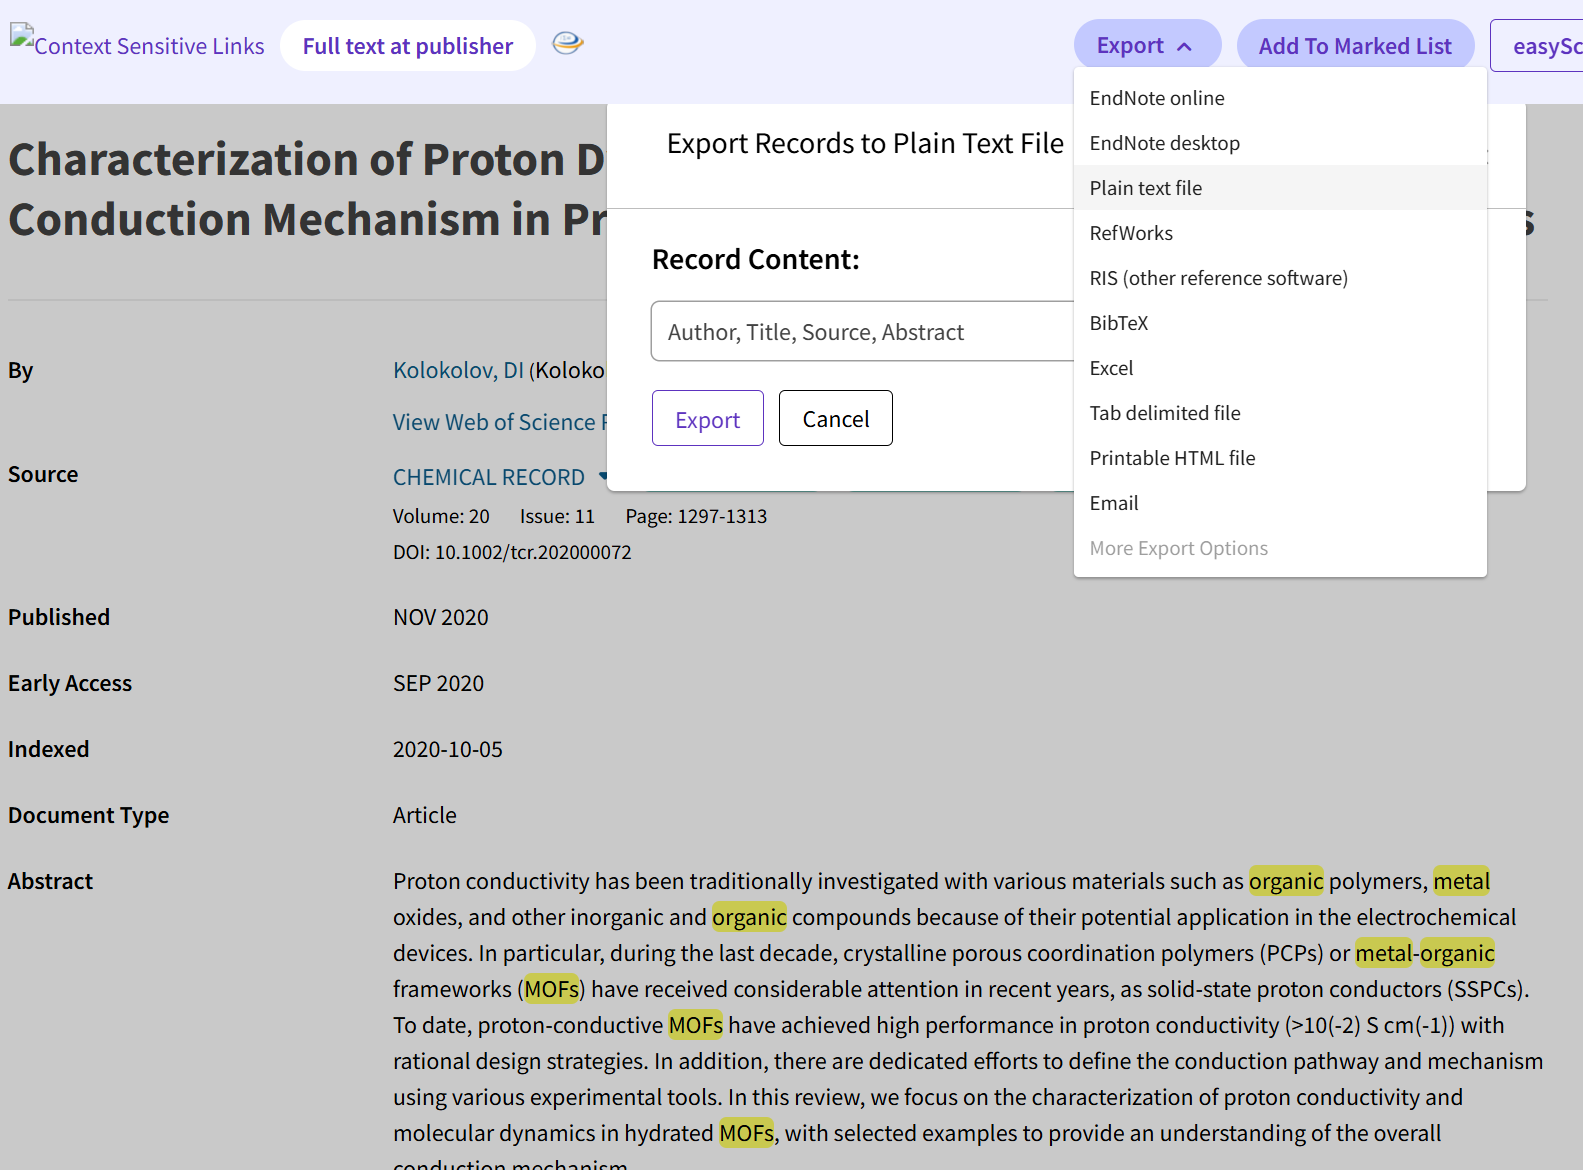 Context Sensitive Links
Full text at publisher
Export
Add To Marked List
easySc
EndNote online
EndNote desktop
Plain text file
RefWorks
RIS (other reference software)
BibTeX
Excel
Tab delimited file
Printable HTML file
Email
More Export Options
Export Records to Plain Text File
Record Content:
Author, Title, Source, Abstract
Export
Cancel
Characterization of Proton D
Conduction Mechanism in Pr
By
Kolokolov, DI (Koloko
View Web of Science
Source
CHEMICAL RECORD
Volume: 20 Issue: 11 Page: 1297-1313
DOI: 10.1002/tcr.202000072
Published
NOV 2020
Early Access
SEP 2020
Indexed
2020-10-05
Document Type
Article
Abstract
Proton conductivity has been traditionally investigated with various materials such as organic polymers, metal
oxides, and other inorganic and organic compounds because of their potential application in the electrochemical
devices. In particular, during the last decade, crystalline porous coordination polymers (PCPs) or metal-organic
frameworks (MOFs) have received considerable attention in recent years, as solid-state proton conductors (SSPCs).
To date, proton-conductive MOFs have achieved high performance in proton conductivity (>10(-2) S cm(-1)) with
rational design strategies. In addition, there are dedicated efforts to define the conduction pathway and mechanism
using various experimental tools. In this review, we focus on the characterization of proton conductivity and
molecular dynamics in hydrated MOFs, with selected examples to provide an understanding of the overall
conduction mechanism.